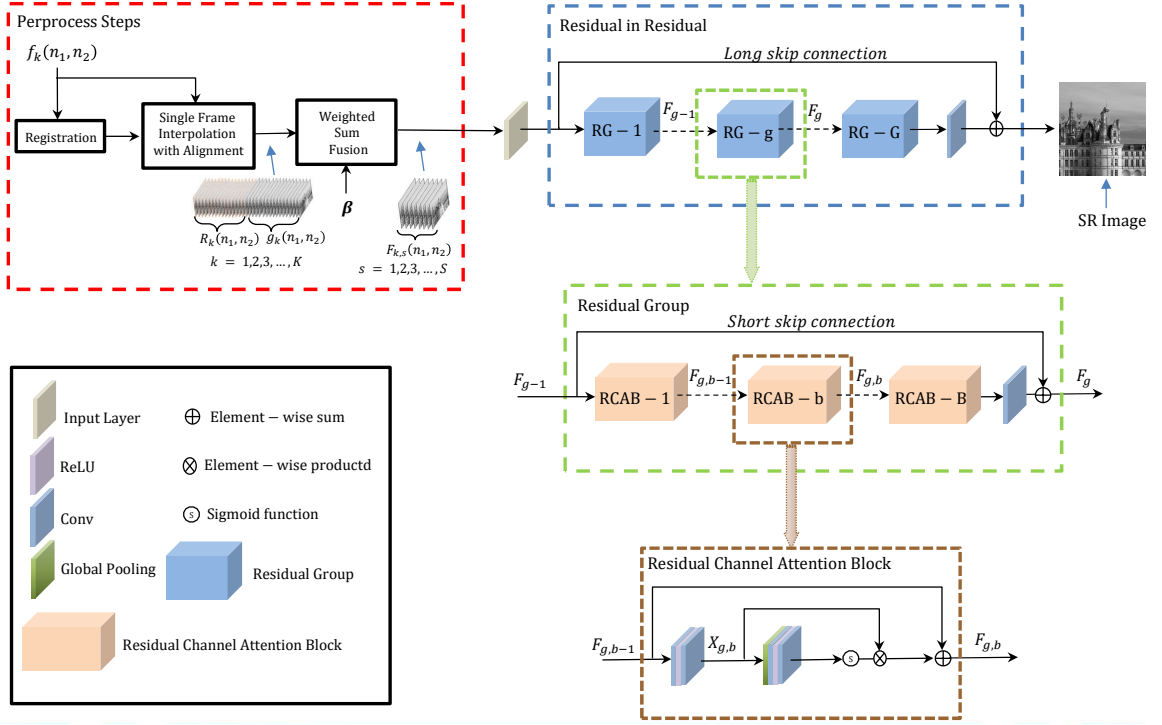 Perprocess Steps
f_k(n_1, n_2)
Registration
Single Frame
Interpolation
with Alignment
Weighted
Sum
Fusion
β
R_k(n_1, n_2) g_k(n_1, n_2)
k = 1,2,3, … , K
F_{k,s}(n_1, n_2)
s = 1,2,3, … , S
Residual in Residual
Long skip connection
RG − 1
F_{g−1}
RG − g
F_g
RG − G
SR Image
Residual Group
Short skip connection
F_{g−1}
RCAB − 1
F_{g,b−1}
RCAB − b
F_{g,b}
RCAB − B
F_g
Input Layer
Element − wise sum
ReLU
Element − wise productd
Conv
S
Sigmoid function
Global Pooling
Residual Group
Residual Channel Attention Block
Residual Channel Attention Block
F_{g,b−1}
X_{g,b}
S
F_{g,b}